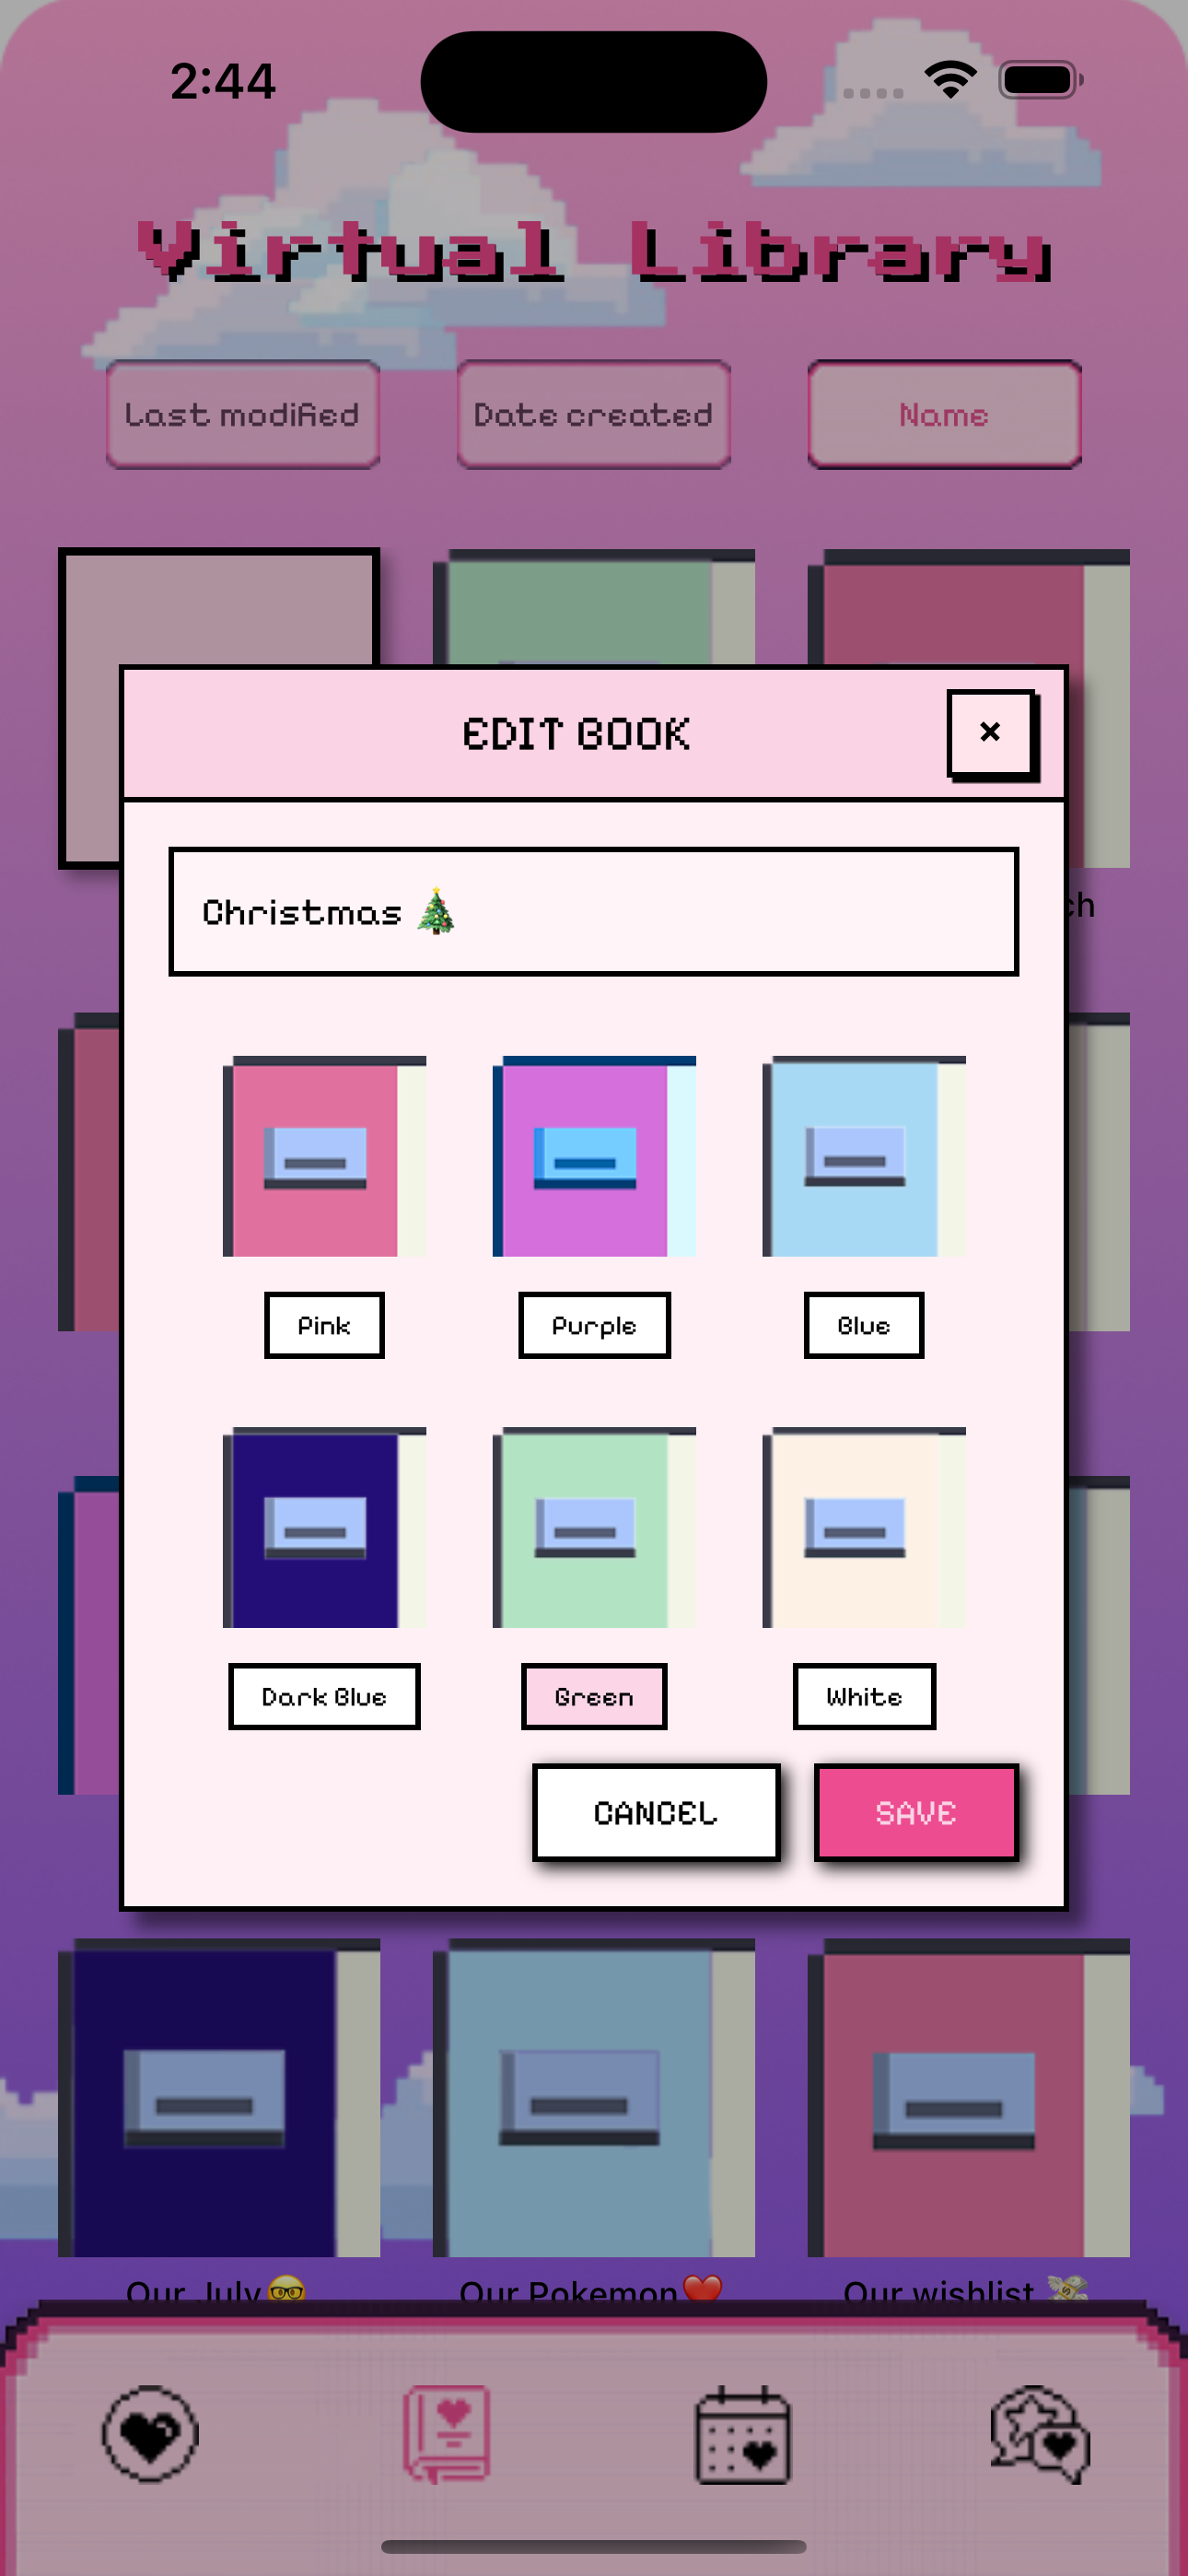 2:44
Virtual Library
Last modified
Date created
Name
EDIT BOOK
×
Christmas 🎄
Pink
Purple
Blue
Dark Blue
Green
White
CANCEL
SAVE
Our July🤓
Our Pokemon❤️
Our wishlist 💸